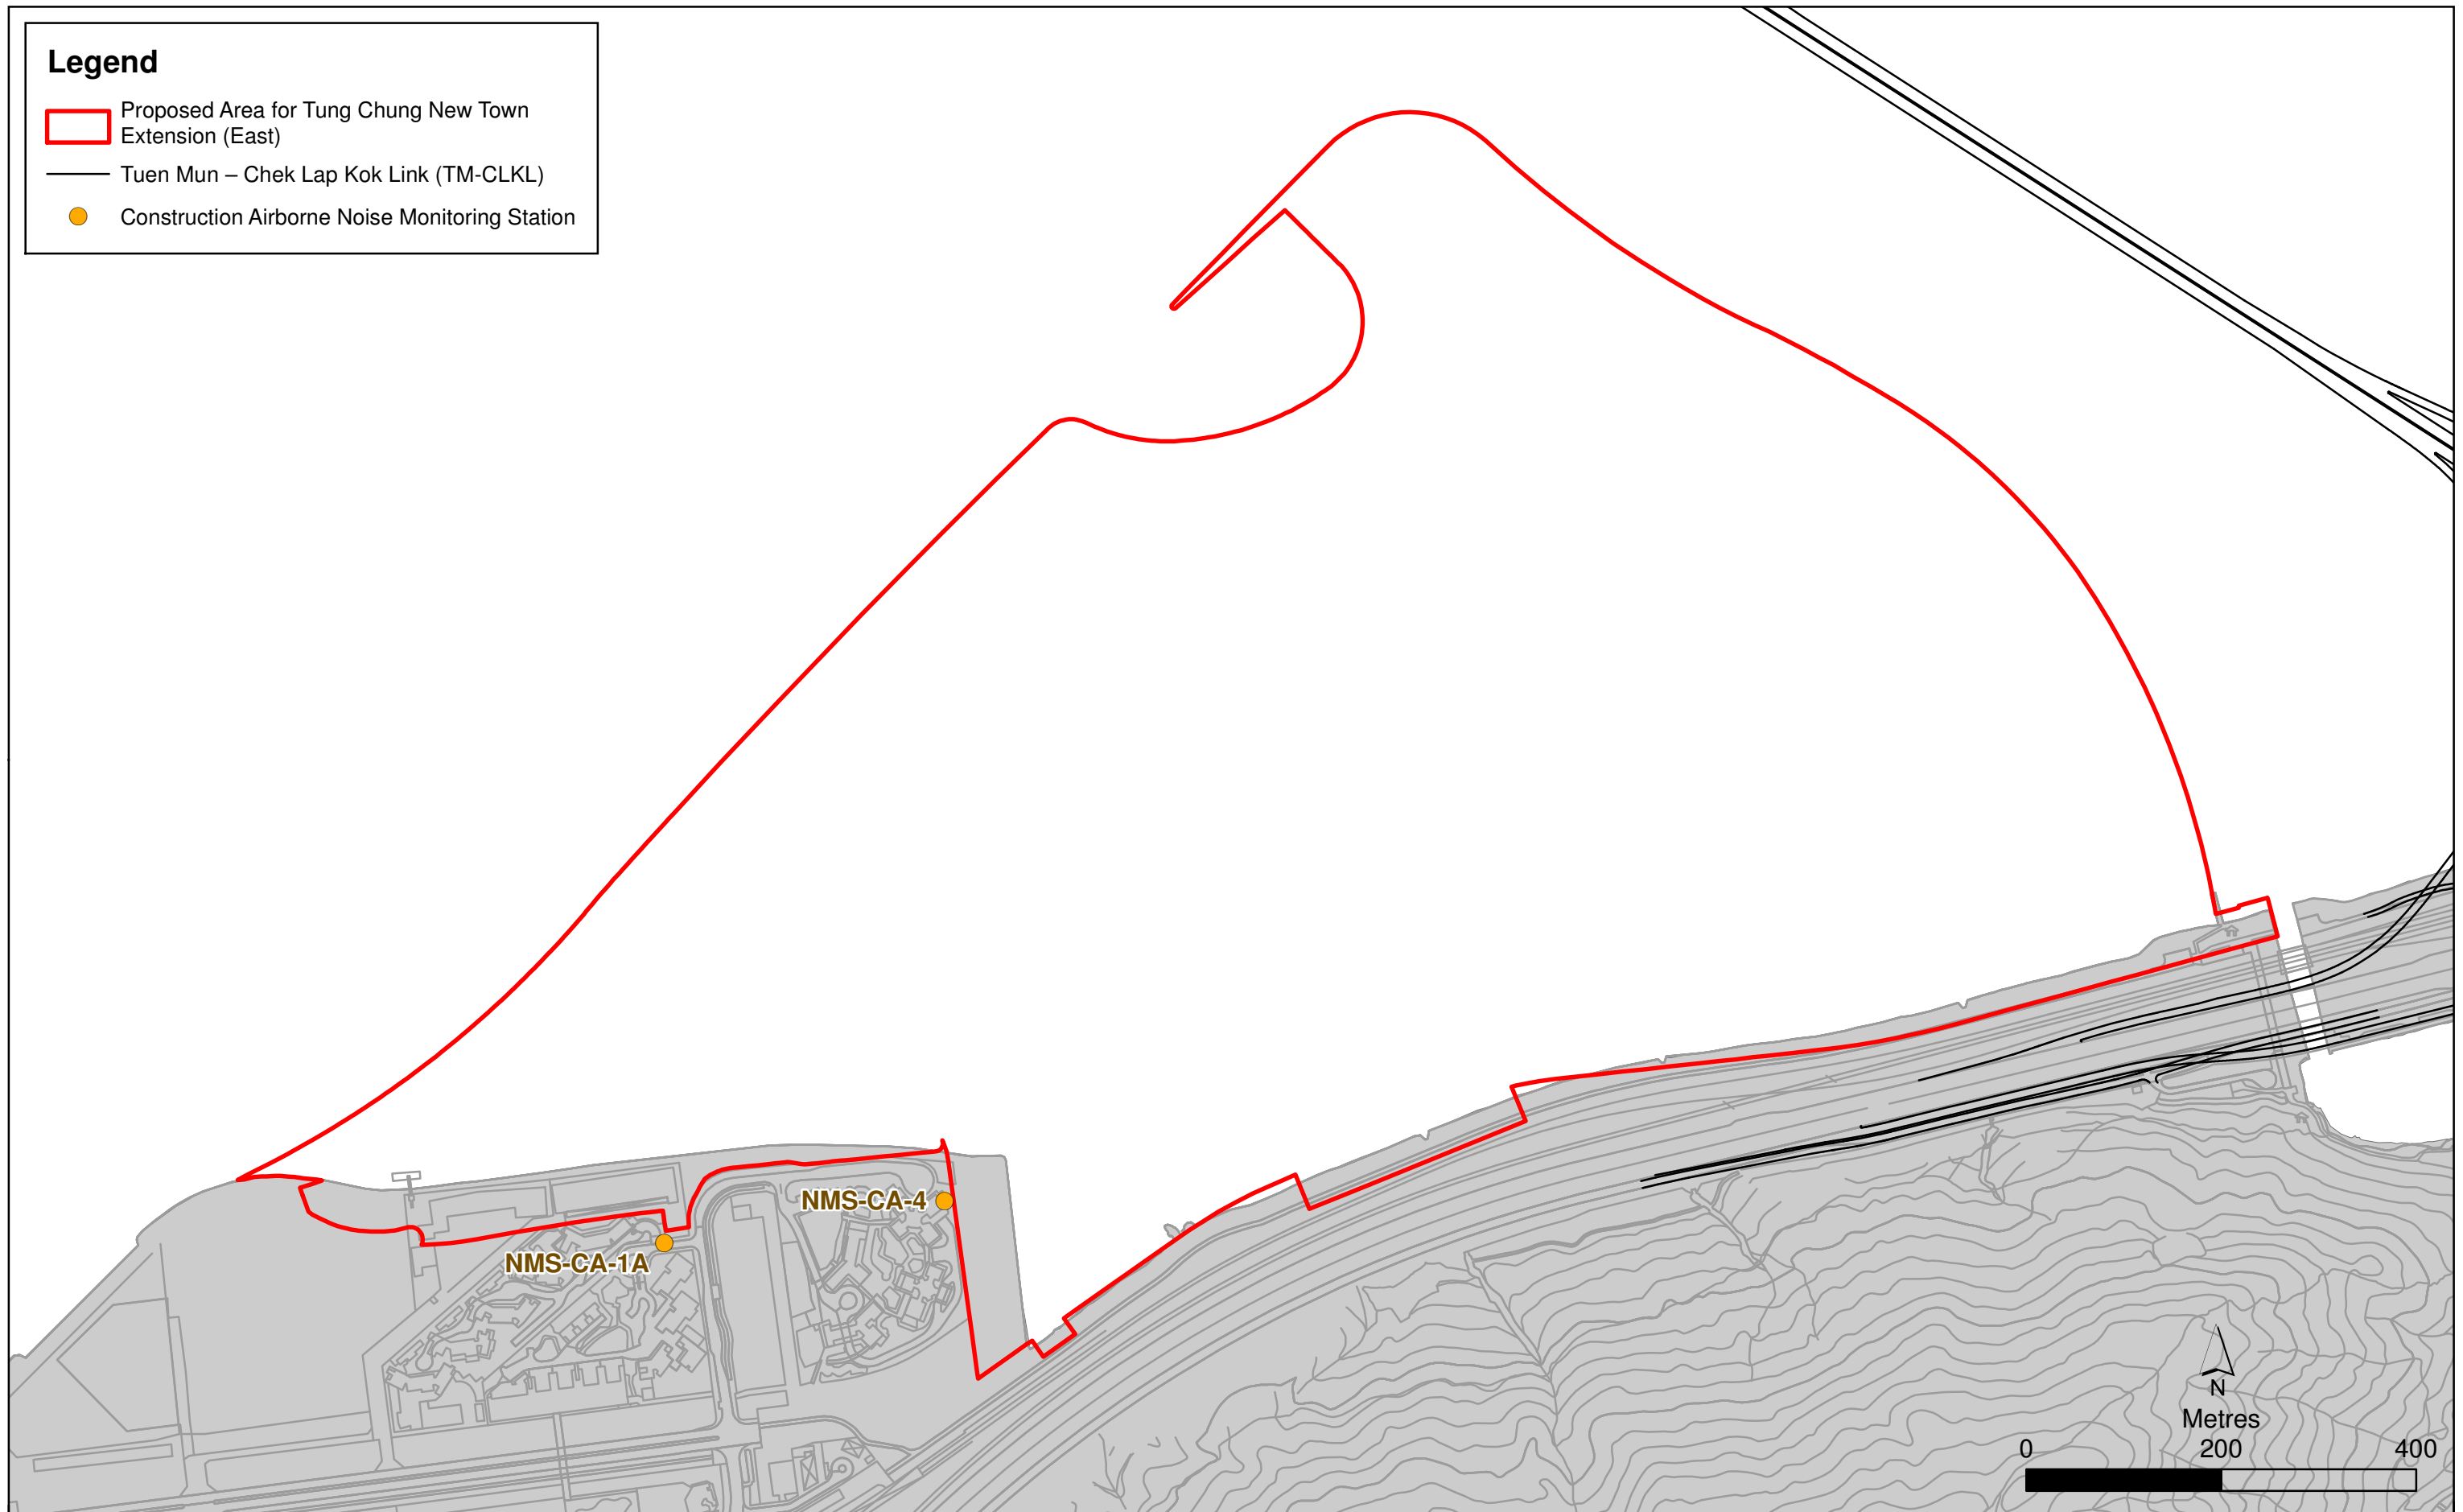 Legend
Proposed Area for Tung Chung New Town
Extension (East)
Tuen Mun – Chek Lap Kok Link (TM-CLKL)
Construction Airborne Noise Monitoring Station
NMS-CA-4
NMS-CA-1A
N
Metres
0 200 400